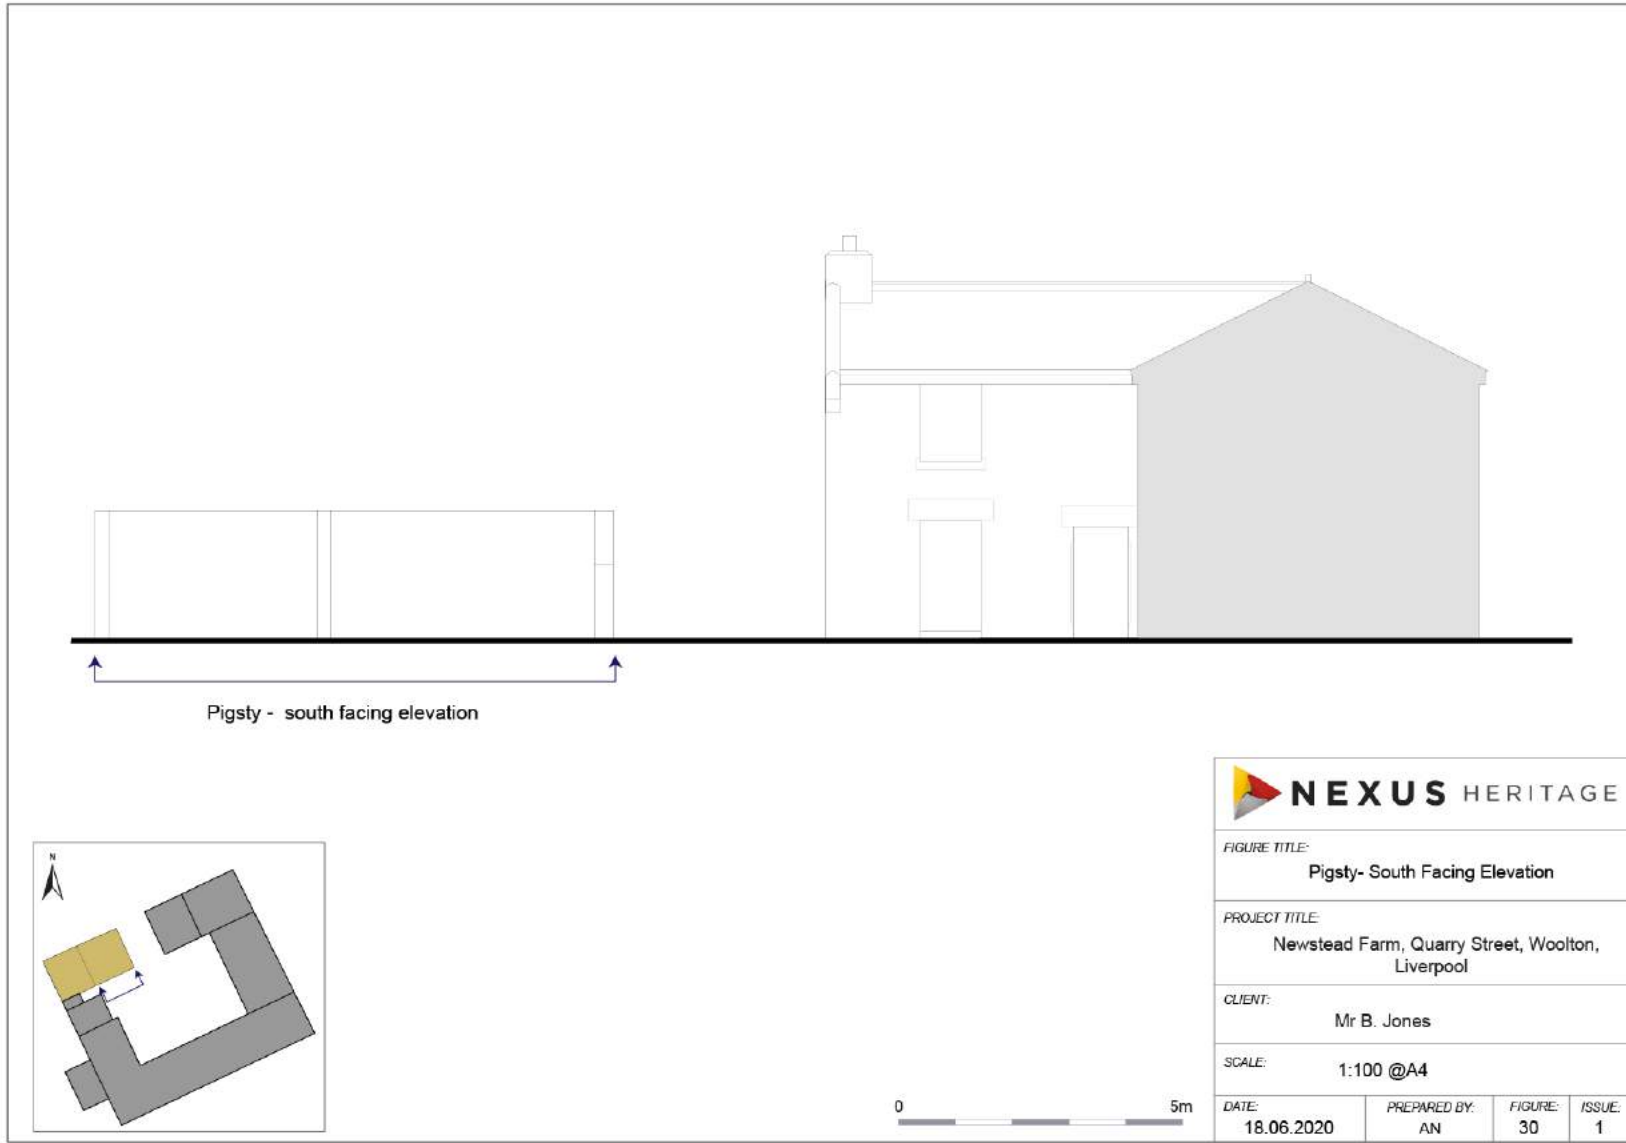 Pigsty - south facing elevation
N
0 5m
NEXUS HERITAGE
FIGURE TITLE:
Pigsty- South Facing Elevation
PROJECT TITLE:
Newstead Farm, Quarry Street, Woolton,
Liverpool
CLIENT:
Mr B. Jones
SCALE: 1:100 @A4
DATE: PREPARED BY: FIGURE: ISSUE:
18.06.2020 AN 30 1